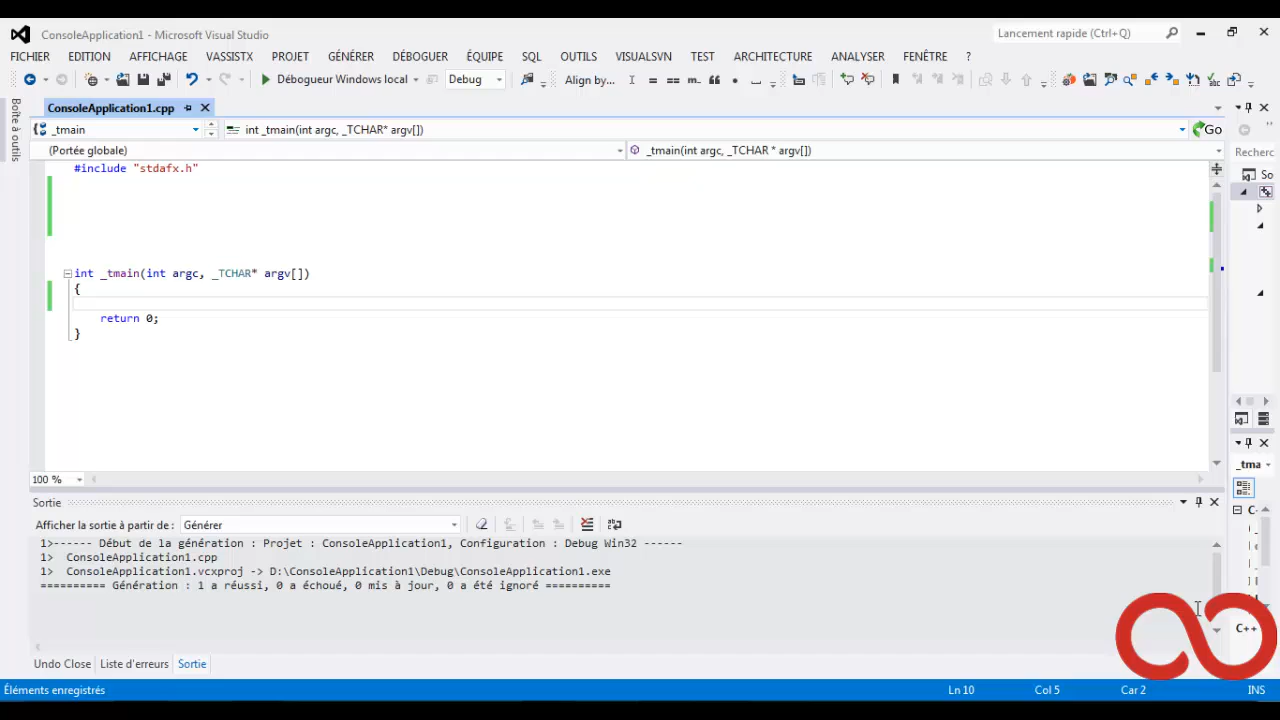 ConsoleApplication1 - Microsoft Visual Studio
Lancement rapide (Ctrl+Q)
FICHIER EDITION AFFICHAGE VASSISTX PROJET GÉNÉRER DÉBOGUER ÉQUIPE SQL OUTILS VISUALSVN TEST ARCHITECTURE ANALYSER FENÊTRE ?
Débogueur Windows local Debug Align by...
Boîte à outils
ConsoleApplication1.cpp
_tmain int _tmain(int argc, _TCHAR* argv[]) Go
(Portée globale) _tmain(int argc, _TCHAR * argv[])
Recherc
So
#include "stdafx.h"
int _tmain(int argc, _TCHAR* argv[])
{
return 0;
}
100 %
_tma
Sortie
Afficher la sortie à partir de : Générer
1>------ Début de la génération : Projet : ConsoleApplication1, Configuration : Debug Win32 ------
1> ConsoleApplication1.cpp
1> ConsoleApplication1.vcxproj -> D:\ConsoleApplication1\Debug\ConsoleApplication1.exe
========== Génération : 1 a réussi, 0 a échoué, 0 mis à jour, 0 a été ignoré ==========
C++
Undo Close Liste d'erreurs Sortie
Éléments enregistrés Ln 10 Col 5 Car 2 INS